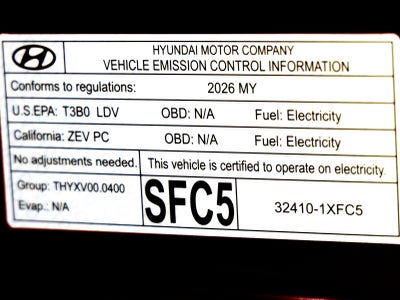 HYUNDAI MOTOR COMPANY
VEHICLE EMISSION CONTROL INFORMATION
Conforms to regulations: 2026 MY
U.S.EPA: T3B0 LDV OBD: N/A Fuel: Electricity
California: ZEV PC OBD: N/A Fuel: Electricity
No adjustments needed. This vehicle is certified to operate on electricity.
Group: THYXV00.0400
Evap.: N/A
SFC5
32410-1XFC5